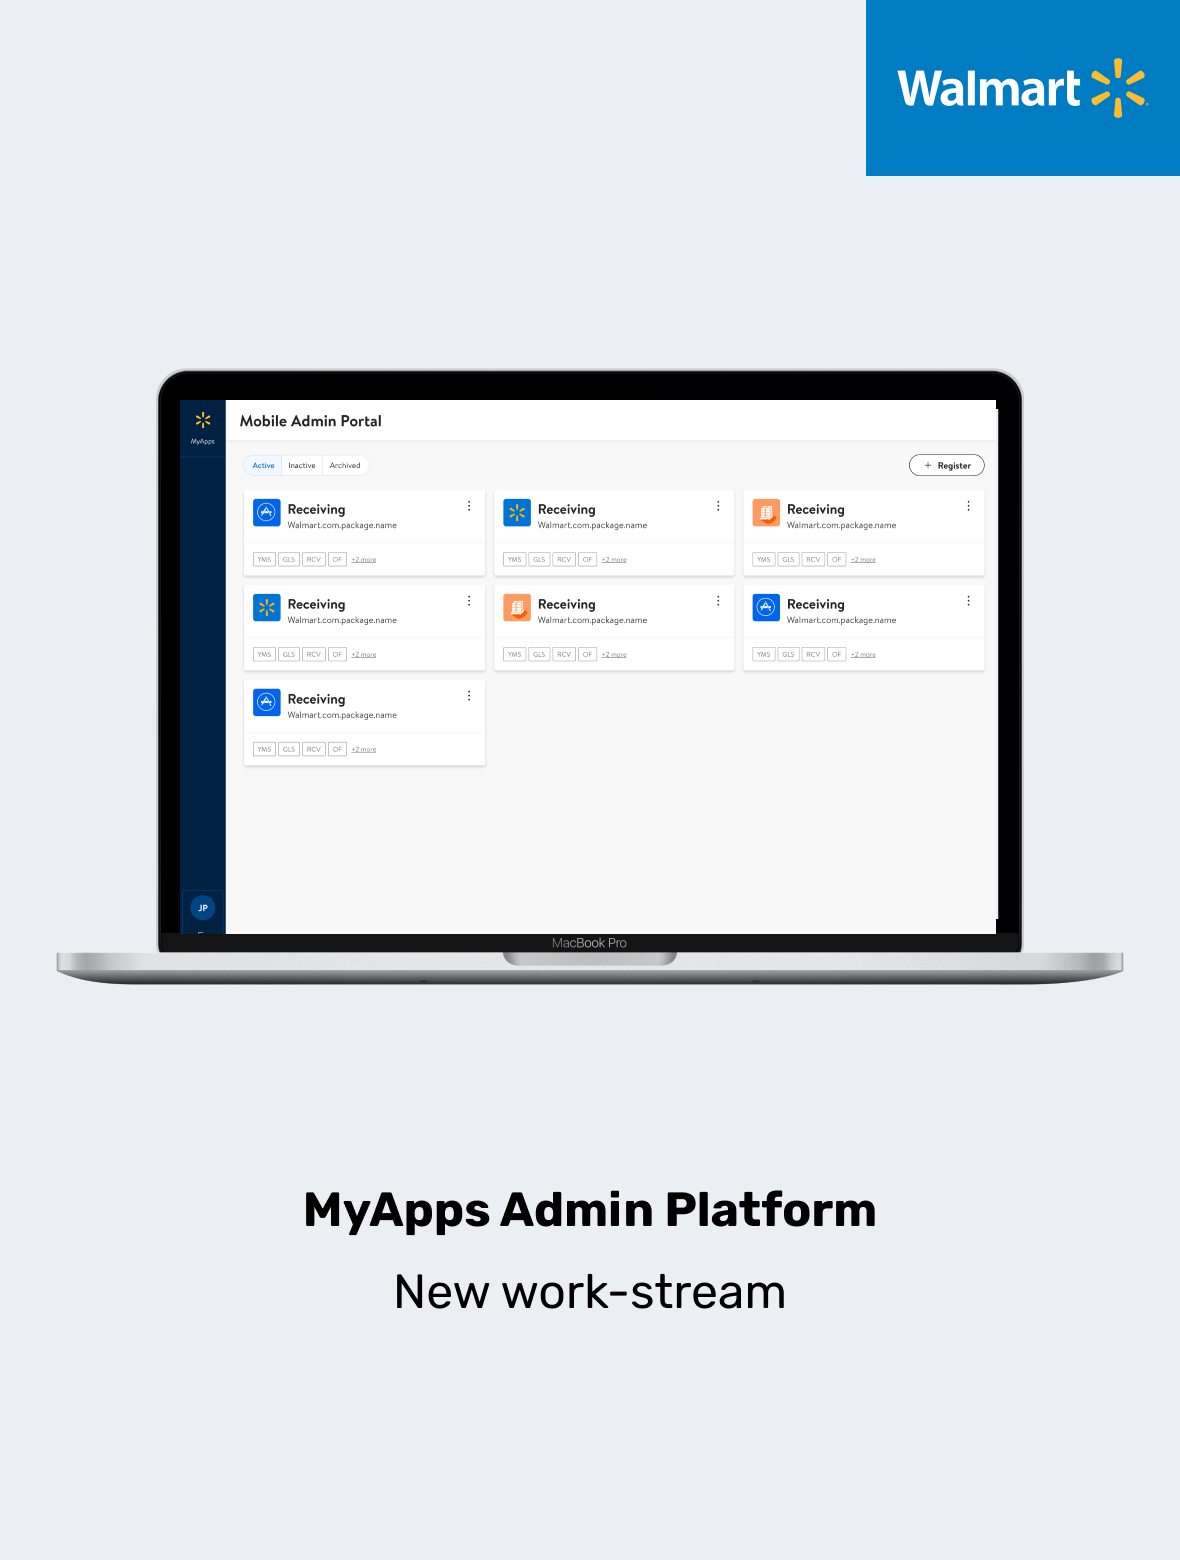 Walmart
MyApps
Mobile Admin Portal
Active Inactive Archived
+ Register
Receiving
Walmart.com.package.name
YMS GLS RCV OF +2 more
Receiving
Walmart.com.package.name
YMS GLS RCV OF +2 more
Receiving
Walmart.com.package.name
YMS GLS RCV OF +2 more
Receiving
Walmart.com.package.name
YMS GLS RCV OF +2 more
Receiving
Walmart.com.package.name
YMS GLS RCV OF +2 more
Receiving
Walmart.com.package.name
YMS GLS RCV OF +2 more
Receiving
Walmart.com.package.name
YMS GLS RCV OF +2 more
JP
MacBook Pro
MyApps Admin Platform
New work-stream